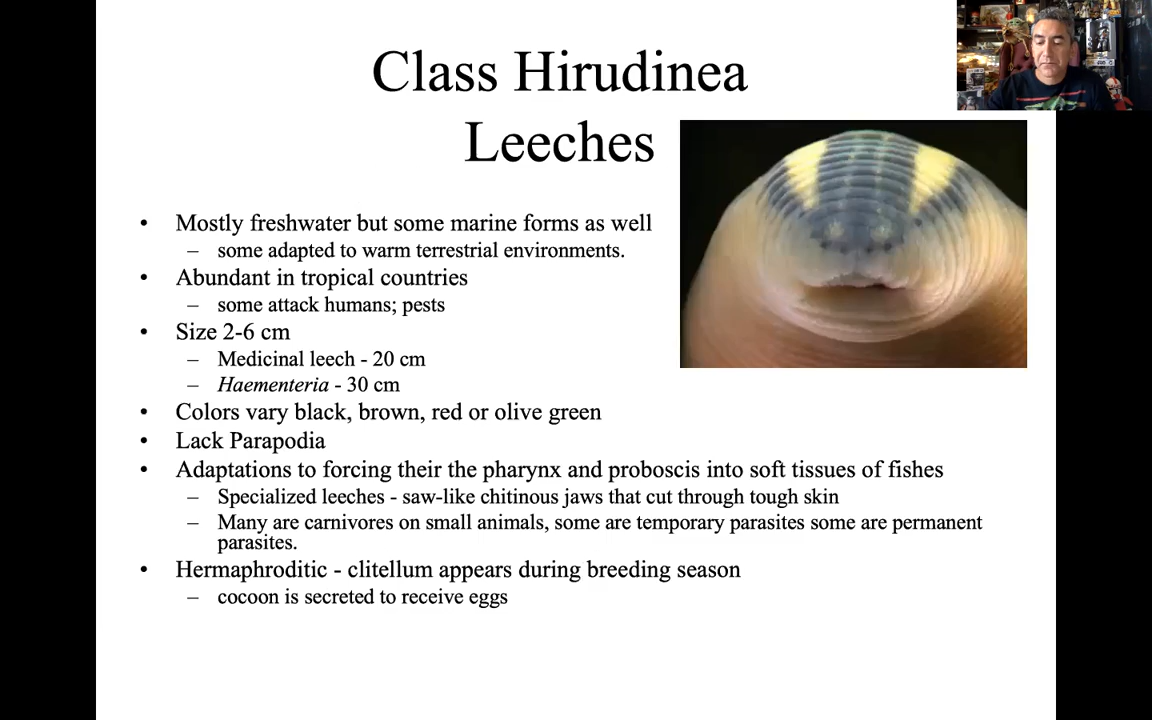 Class Hirudinea
Leeches
• Mostly freshwater but some marine forms as well
– some adapted to warm terrestrial environments.
• Abundant in tropical countries
– some attack humans; pests
• Size 2-6 cm
– Medicinal leech - 20 cm
– Haementeria - 30 cm
• Colors vary black, brown, red or olive green
• Lack Parapodia
• Adaptations to forcing their the pharynx and proboscis into soft tissues of fishes
– Specialized leeches - saw-like chitinous jaws that cut through tough skin
– Many are carnivores on small animals, some are temporary parasites some are permanent
parasites.
• Hermaphroditic - clitellum appears during breeding season
– cocoon is secreted to receive eggs